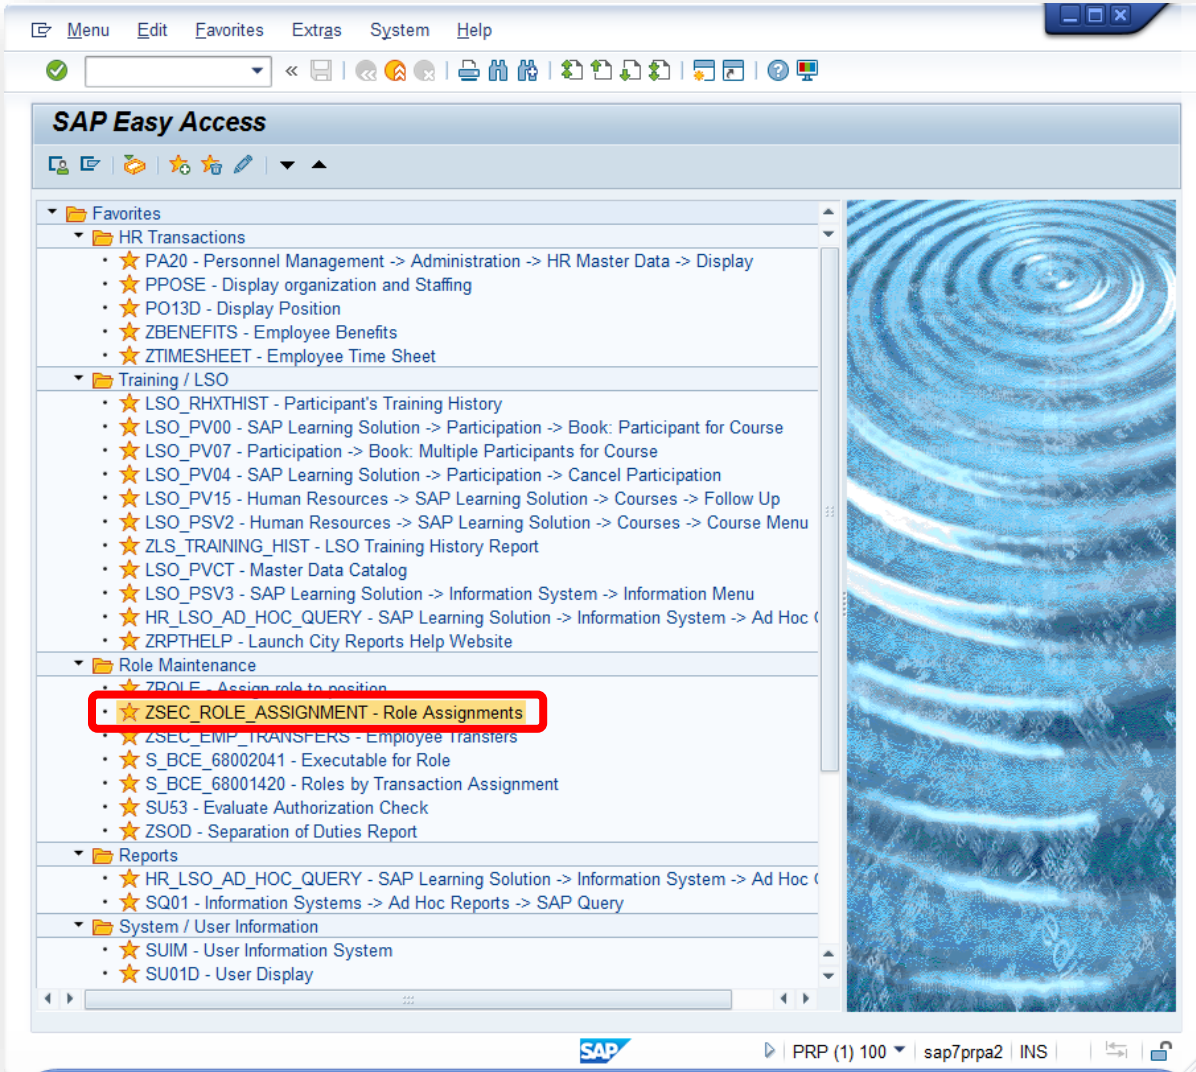 Menu Edit Favorites Extras System Help
SAP Easy Access
Favorites
HR Transactions
PA20 - Personnel Management -> Administration -> HR Master Data -> Display
PPOSE - Display organization and Staffing
PO13D - Display Position
ZBENEFITS - Employee Benefits
ZTIMESHEET - Employee Time Sheet
Training / LSO
LSO_RHXTHIST - Participant's Training History
LSO_PV00 - SAP Learning Solution -> Participation -> Book: Participant for Course
LSO_PV07 - Participation -> Book: Multiple Participants for Course
LSO_PV04 - SAP Learning Solution -> Participation -> Cancel Participation
LSO_PV15 - Human Resources -> SAP Learning Solution -> Courses -> Follow Up
LSO_PSV2 - Human Resources -> SAP Learning Solution -> Courses -> Course Menu
ZLS_TRAINING_HIST - LSO Training History Report
LSO_PVCT - Master Data Catalog
LSO_PSV3 - SAP Learning Solution -> Information System -> Information Menu
HR_LSO_AD_HOC_QUERY - SAP Learning Solution -> Information System -> Ad Hoc
ZRPTHELP - Launch City Reports Help Website
Role Maintenance
ZROLE - Assign role to position
ZSEC_ROLE_ASSIGNMENT - Role Assignments
ZSEC_EMP_TRANSFERS - Employee Transfers
S_BCE_68002041 - Executable for Role
S_BCE_68001420 - Roles by Transaction Assignment
SU53 - Evaluate Authorization Check
ZSOD - Separation of Duties Report
Reports
HR_LSO_AD_HOC_QUERY - SAP Learning Solution -> Information System -> Ad Hoc
SQ01 - Information Systems -> Ad Hoc Reports -> SAP Query
System / User Information
SUIM - User Information System
SU01D - User Display
SAP PRP (1) 100 sap7prpa2 INS